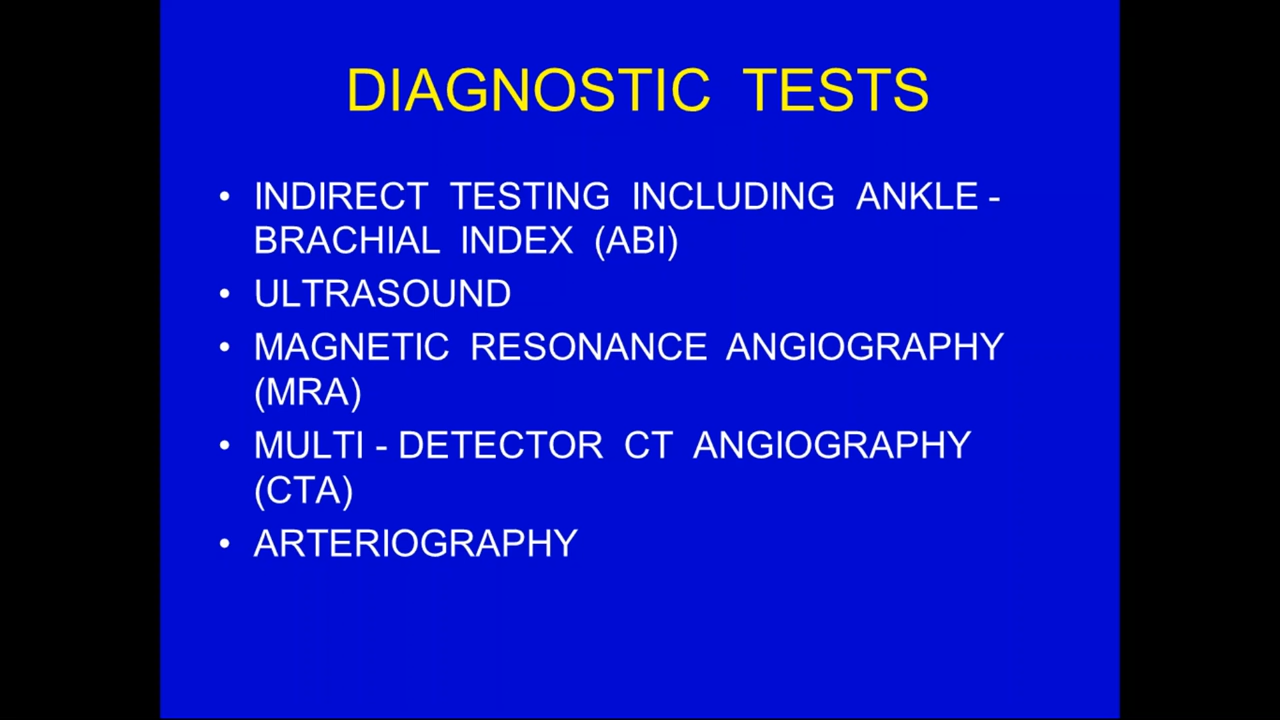 DIAGNOSTIC TESTS
• INDIRECT TESTING INCLUDING ANKLE -
BRACHIAL INDEX (ABI)
• ULTRASOUND
• MAGNETIC RESONANCE ANGIOGRAPHY
(MRA)
• MULTI - DETECTOR CT ANGIOGRAPHY
(CTA)
• ARTERIOGRAPHY